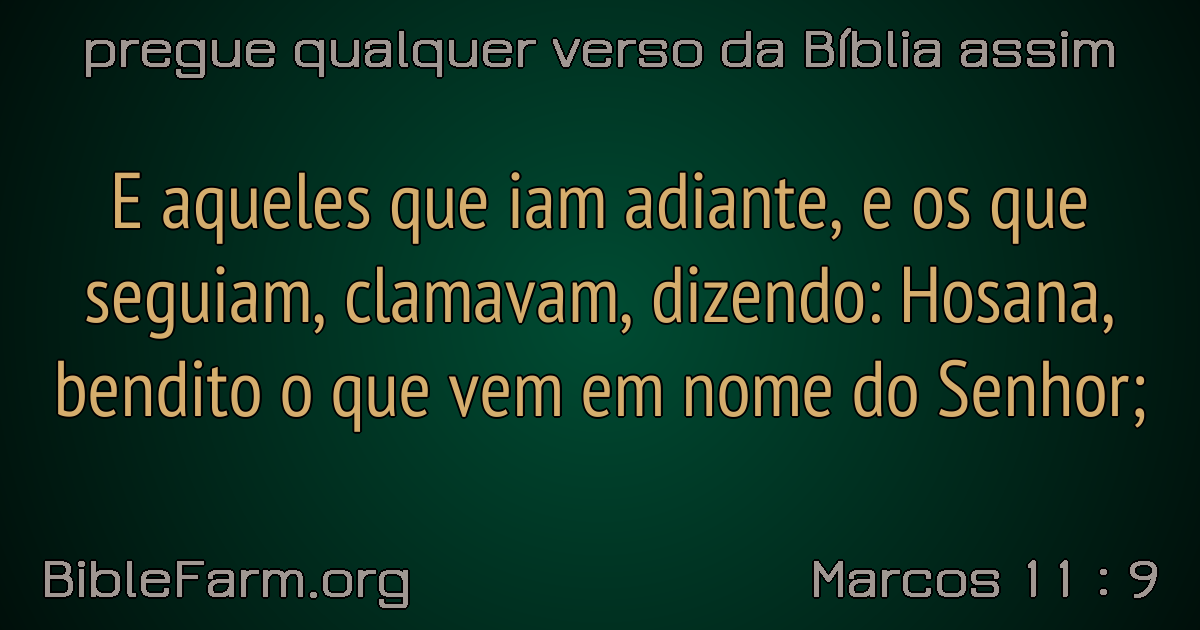 pregue qualquer verso da Bíblia assim
E aqueles que iam adiante, e os que
seguiam, clamavam, dizendo: Hosana,
bendito o que vem em nome do Senhor;
BibleFarm.org
Marcos 11 : 9